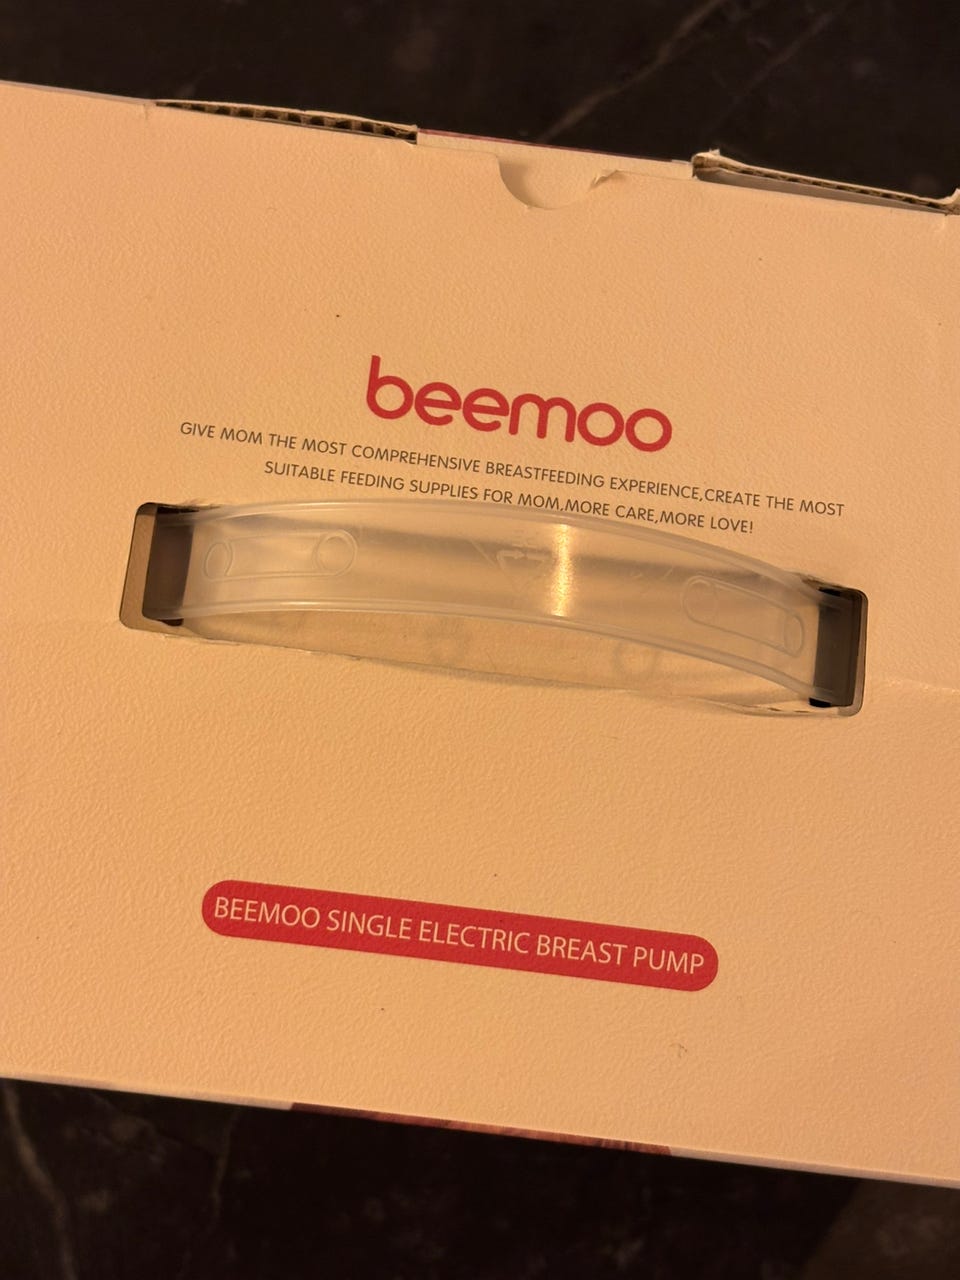 beemoo
GIVE MOM THE MOST COMPREHENSIVE BREASTFEEDING EXPERIENCE,CREATE THE MOST
SUITABLE FEEDING SUPPLIES FOR MOM,MORE CARE,MORE LOVE!
BEEMOO SINGLE ELECTRIC BREAST PUMP